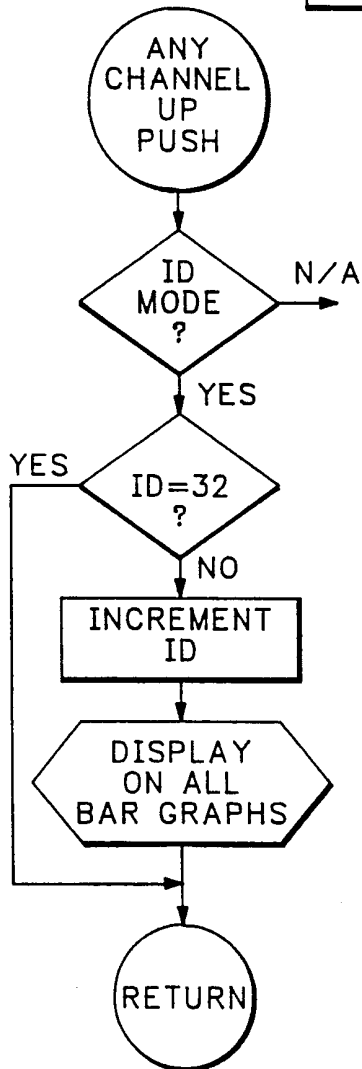 ANY
CHANNEL
UP
PUSH
ID
MODE
?
N/A
YES
YES
ID=32
?
NO
INCREMENT
ID
DISPLAY
ON ALL
BAR GRAPHS
RETURN